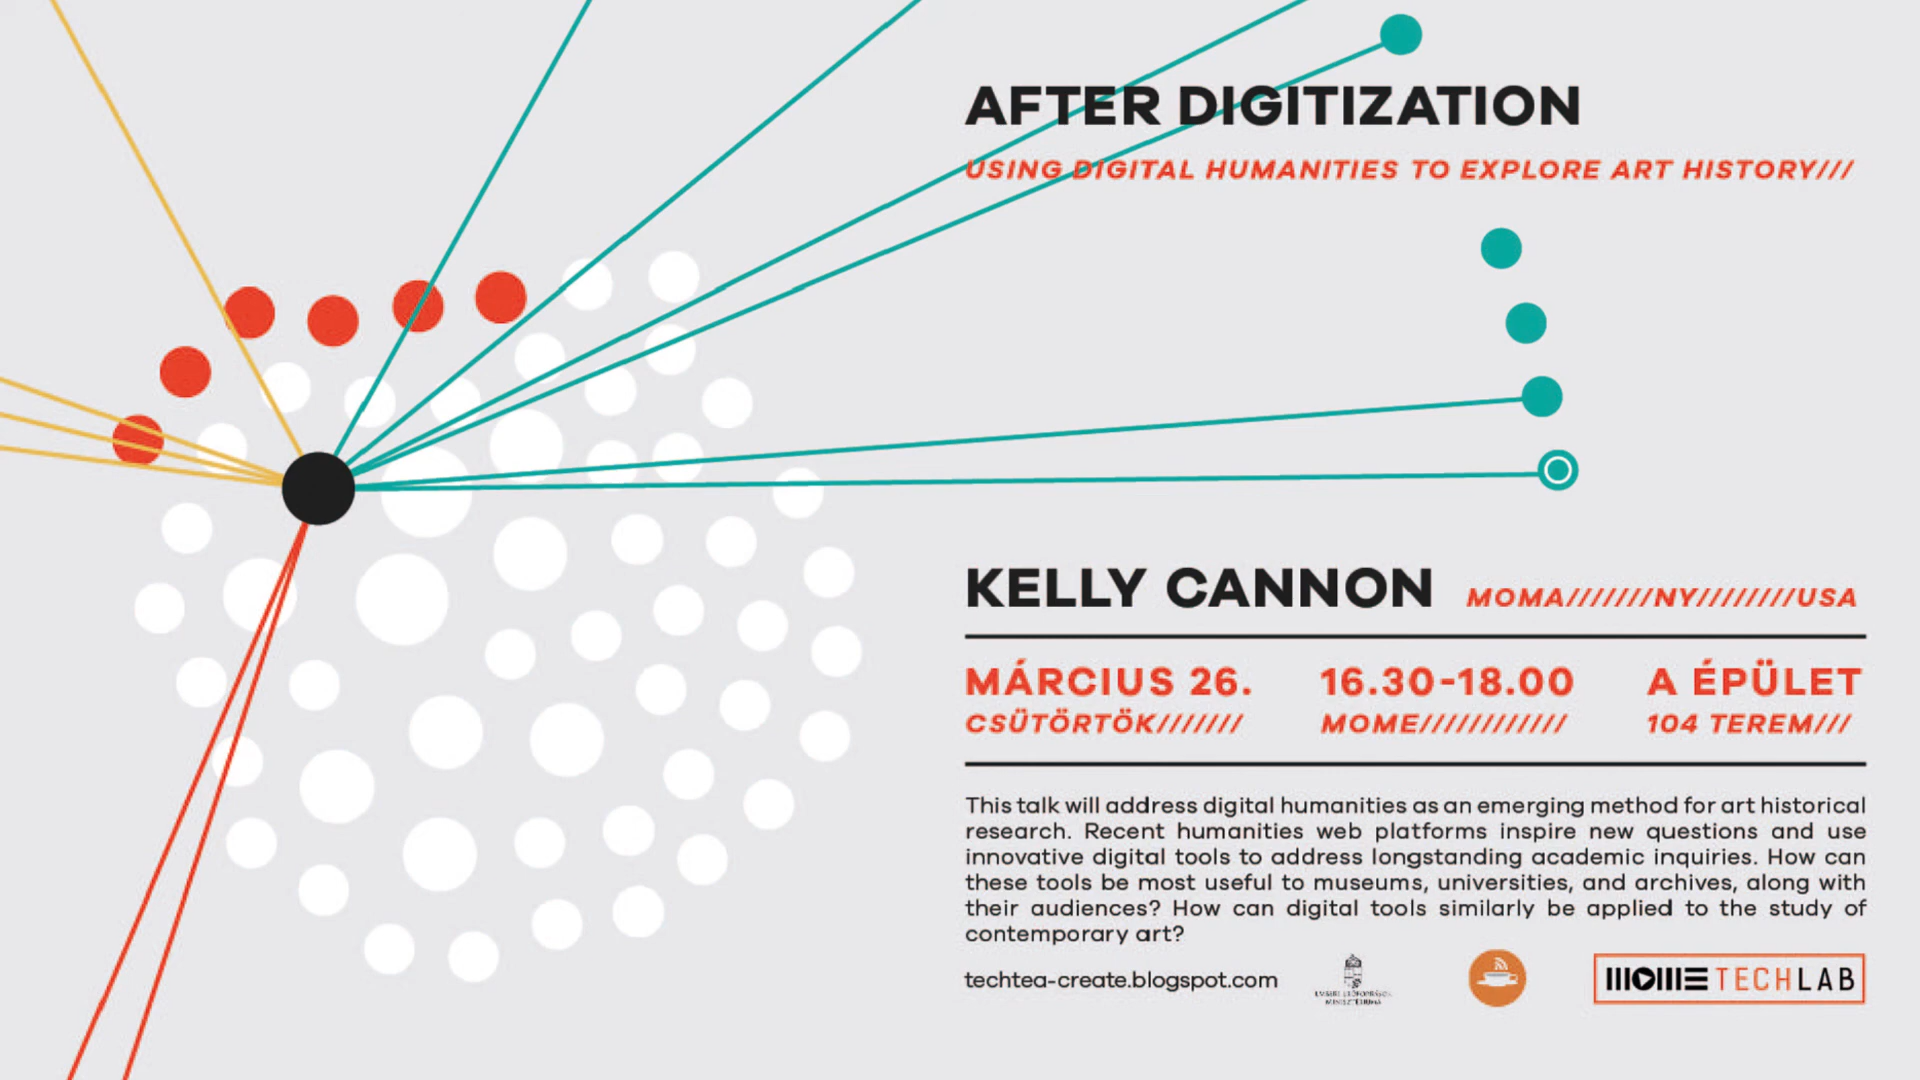 AFTER DIGITIZATION
USING DIGITAL HUMANITIES TO EXPLORE ART HISTORY///
KELLY CANNON MOMA///////NY////////USA
MÁRCIUS 26. 16.30-18.00 A ÉPÜLET
CSÜTÖRTÖK/////// MOME//////////// 104 TEREM///
This talk will address digital humanities as an emerging method for art historical
research. Recent humanities web platforms inspire new questions and use
innovative digital tools to address longstanding academic inquiries. How can
these tools be most useful to museums, universities, and archives, along with
their audiences? How can digital tools similarly be applied to the study of
contemporary art?
techtea-create.blogspot.com
MOME TECHLAB